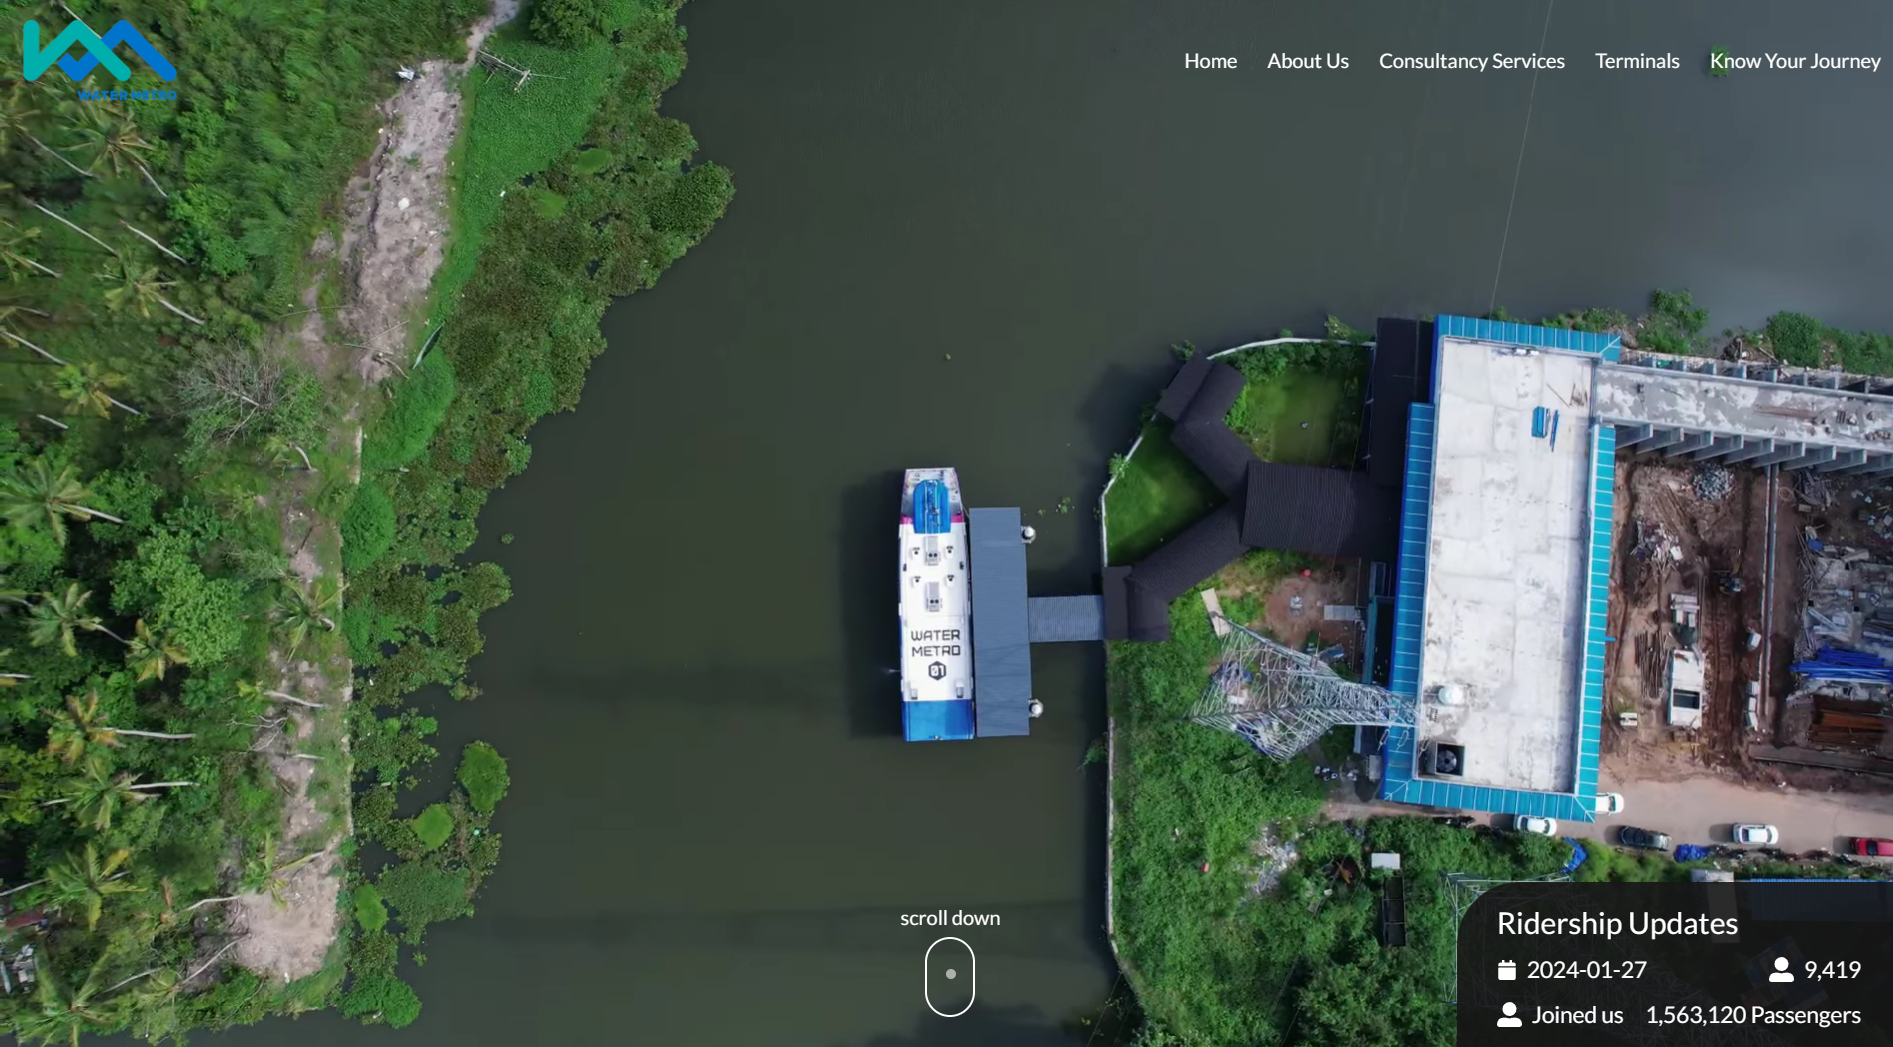 WATER METRO
Home About Us Consultancy Services Terminals Know Your Journey
WATER
METRO
01
scroll down
Ridership Updates
2024-01-27 9,419
Joined us 1,563,120 Passengers